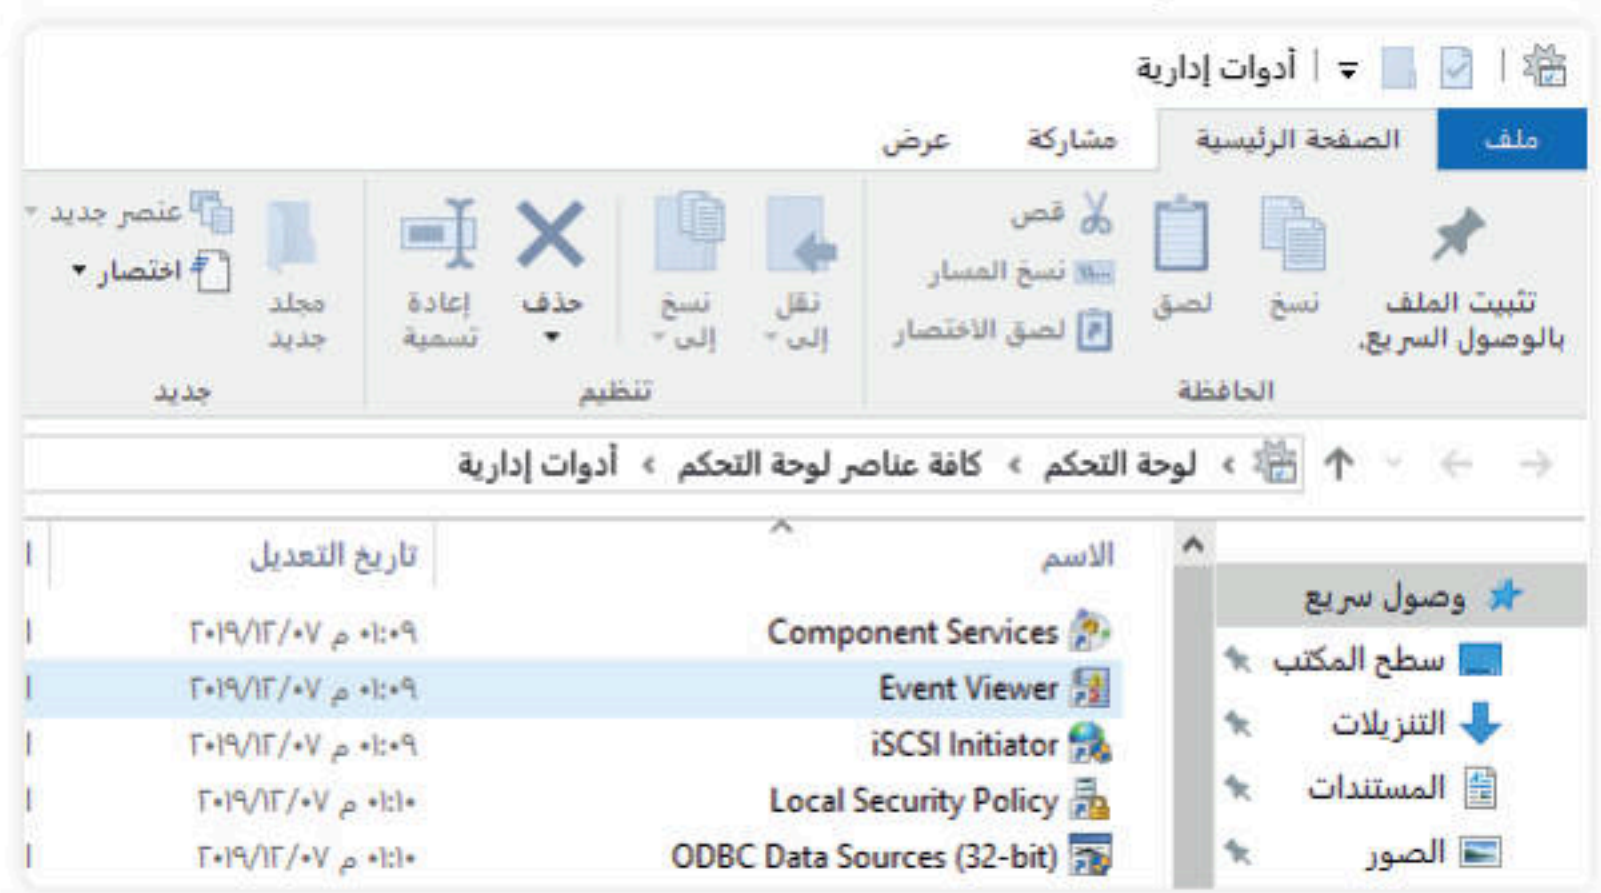 أدوات إدارية
ملف الصفحة الرئيسية مشاركة عرض
تثبيت الملف بالوصول السريع.
نسخ
لصق
قص
نسخ المسار
لصق الاختصار
الحافظة
نقل إلى
نسخ إلى
حذف
إعادة تسمية
تنظيم
مجلد جديد
عنصر جديد
اختصار
جديد
لوحة التحكم › كافة عناصر لوحة التحكم › أدوات إدارية
وصول سريع
سطح المكتب
التنزيلات
المستندات
الصور
الاسم تاريخ التعديل
Component Services ٢٠١٩/١٢/٠٧ م ٠١:٠٩
Event Viewer ٢٠١٩/١٢/٠٧ م ٠١:٠٩
iSCSI Initiator ٢٠١٩/١٢/٠٧ م ٠١:٠٩
Local Security Policy ٢٠١٩/١٢/٠٧ م ٠١:١٠
ODBC Data Sources (32-bit) ٢٠١٩/١٢/٠٧ م ٠١:١٠